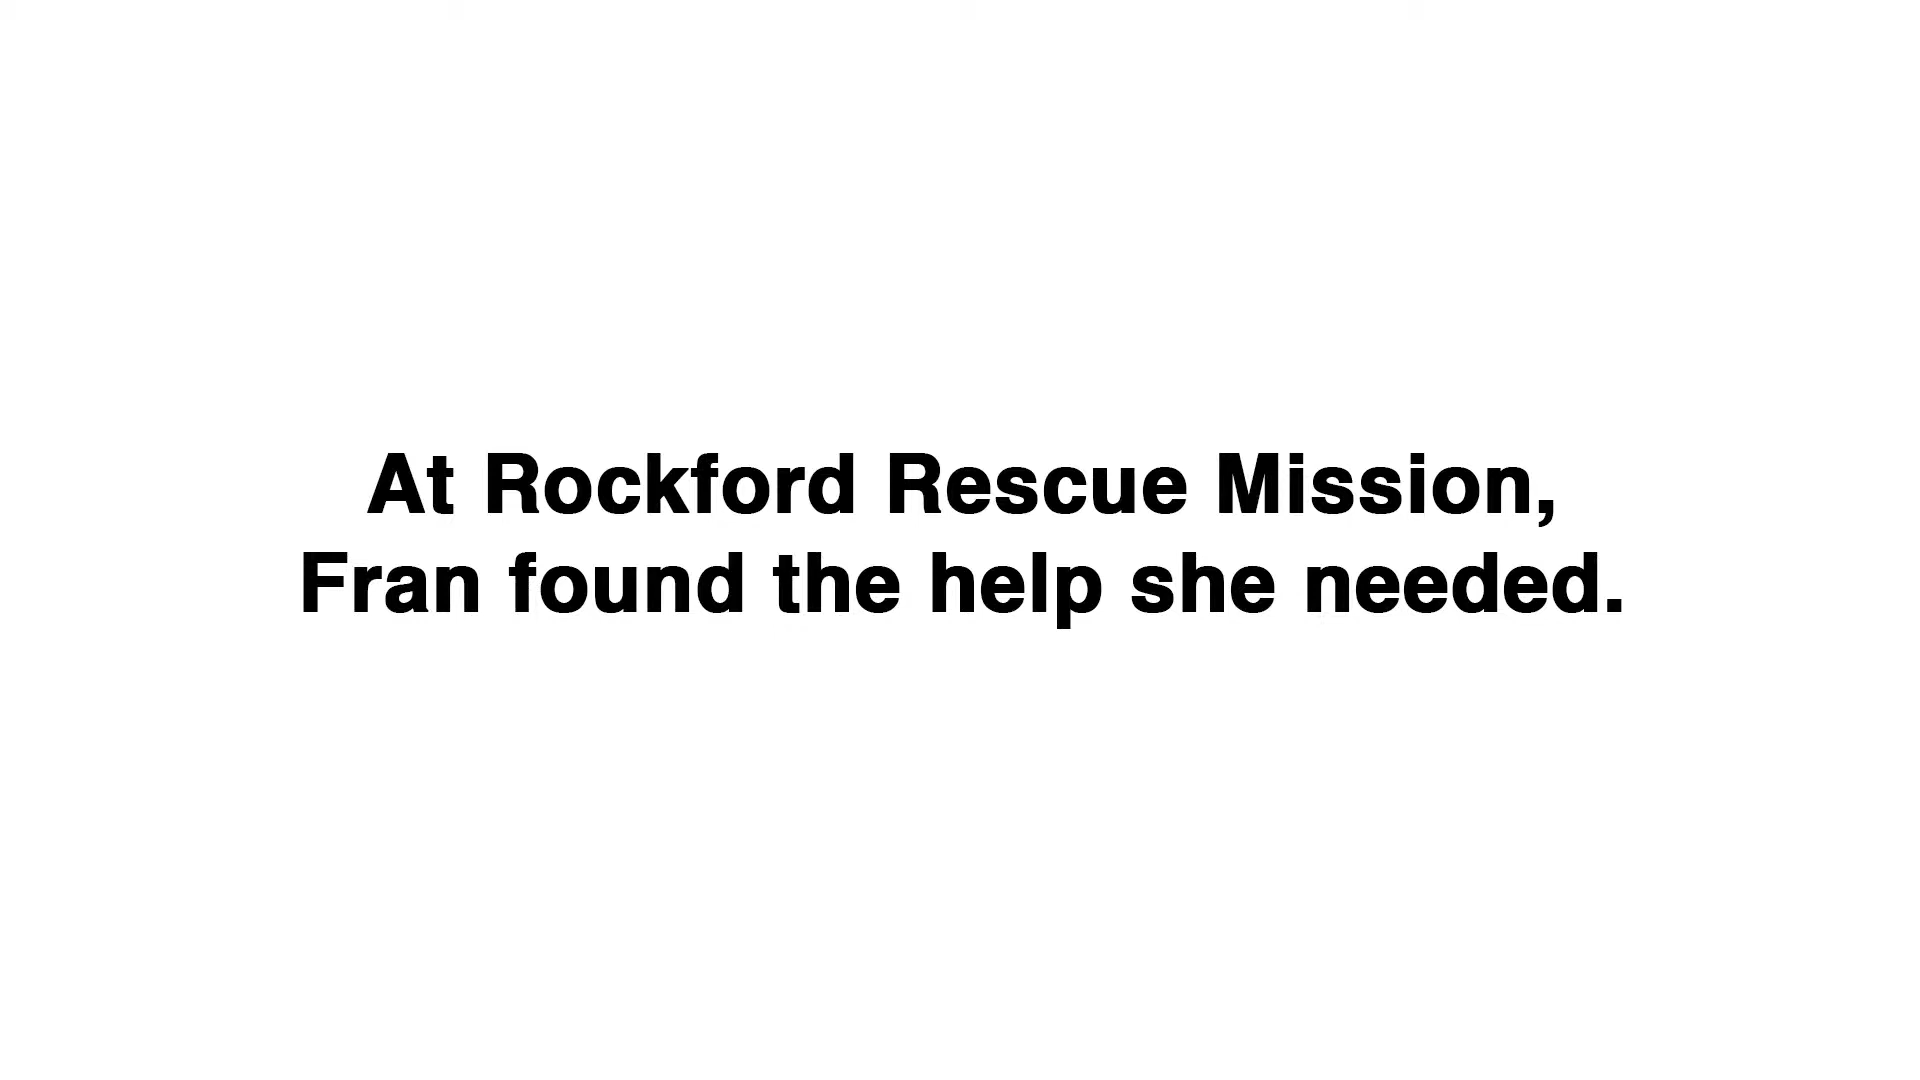 At Rockford Rescue Mission,
Fran found the help she needed.